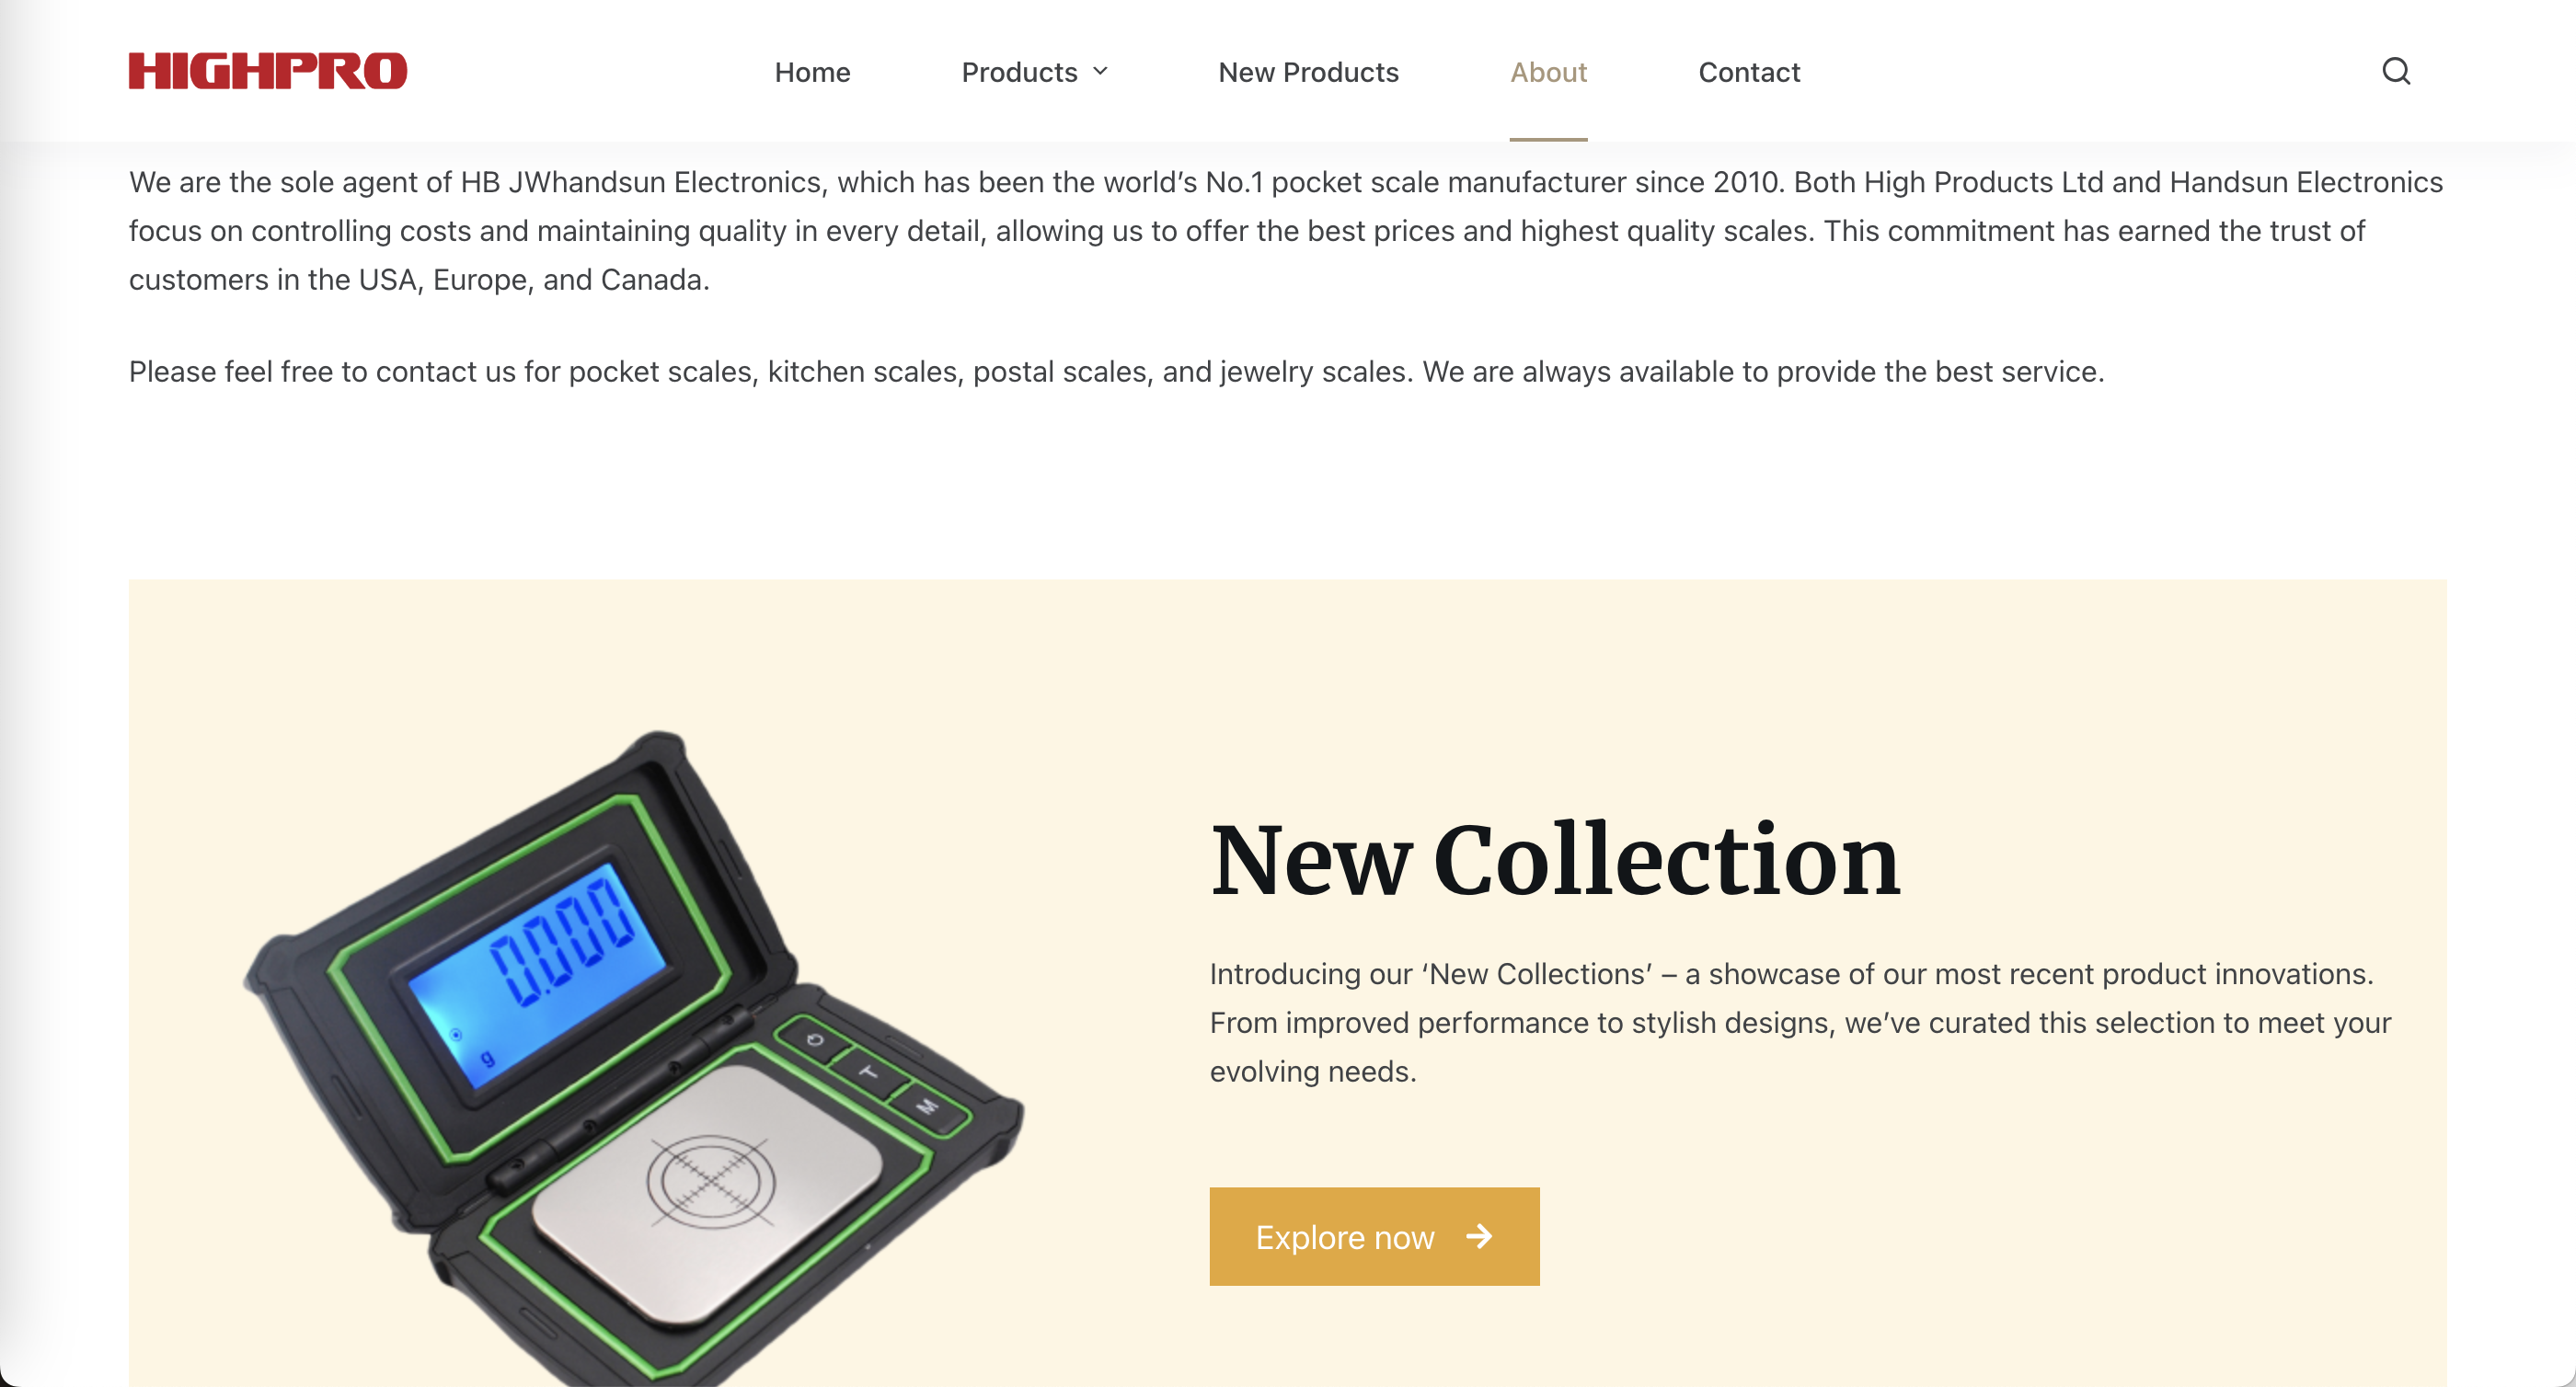 HIGHPRO
Home
Products
New Products
About
Contact
We are the sole agent of HB JWhandsun Electronics, which has been the world’s No.1 pocket scale manufacturer since 2010. Both High Products Ltd and Handsun Electronics
focus on controlling costs and maintaining quality in every detail, allowing us to offer the best prices and highest quality scales. This commitment has earned the trust of
customers in the USA, Europe, and Canada.
Please feel free to contact us for pocket scales, kitchen scales, postal scales, and jewelry scales. We are always available to provide the best service.
0.000
g
T
M
New Collection
Introducing our ‘New Collections’ – a showcase of our most recent product innovations.
From improved performance to stylish designs, we’ve curated this selection to meet your
evolving needs.
Explore now